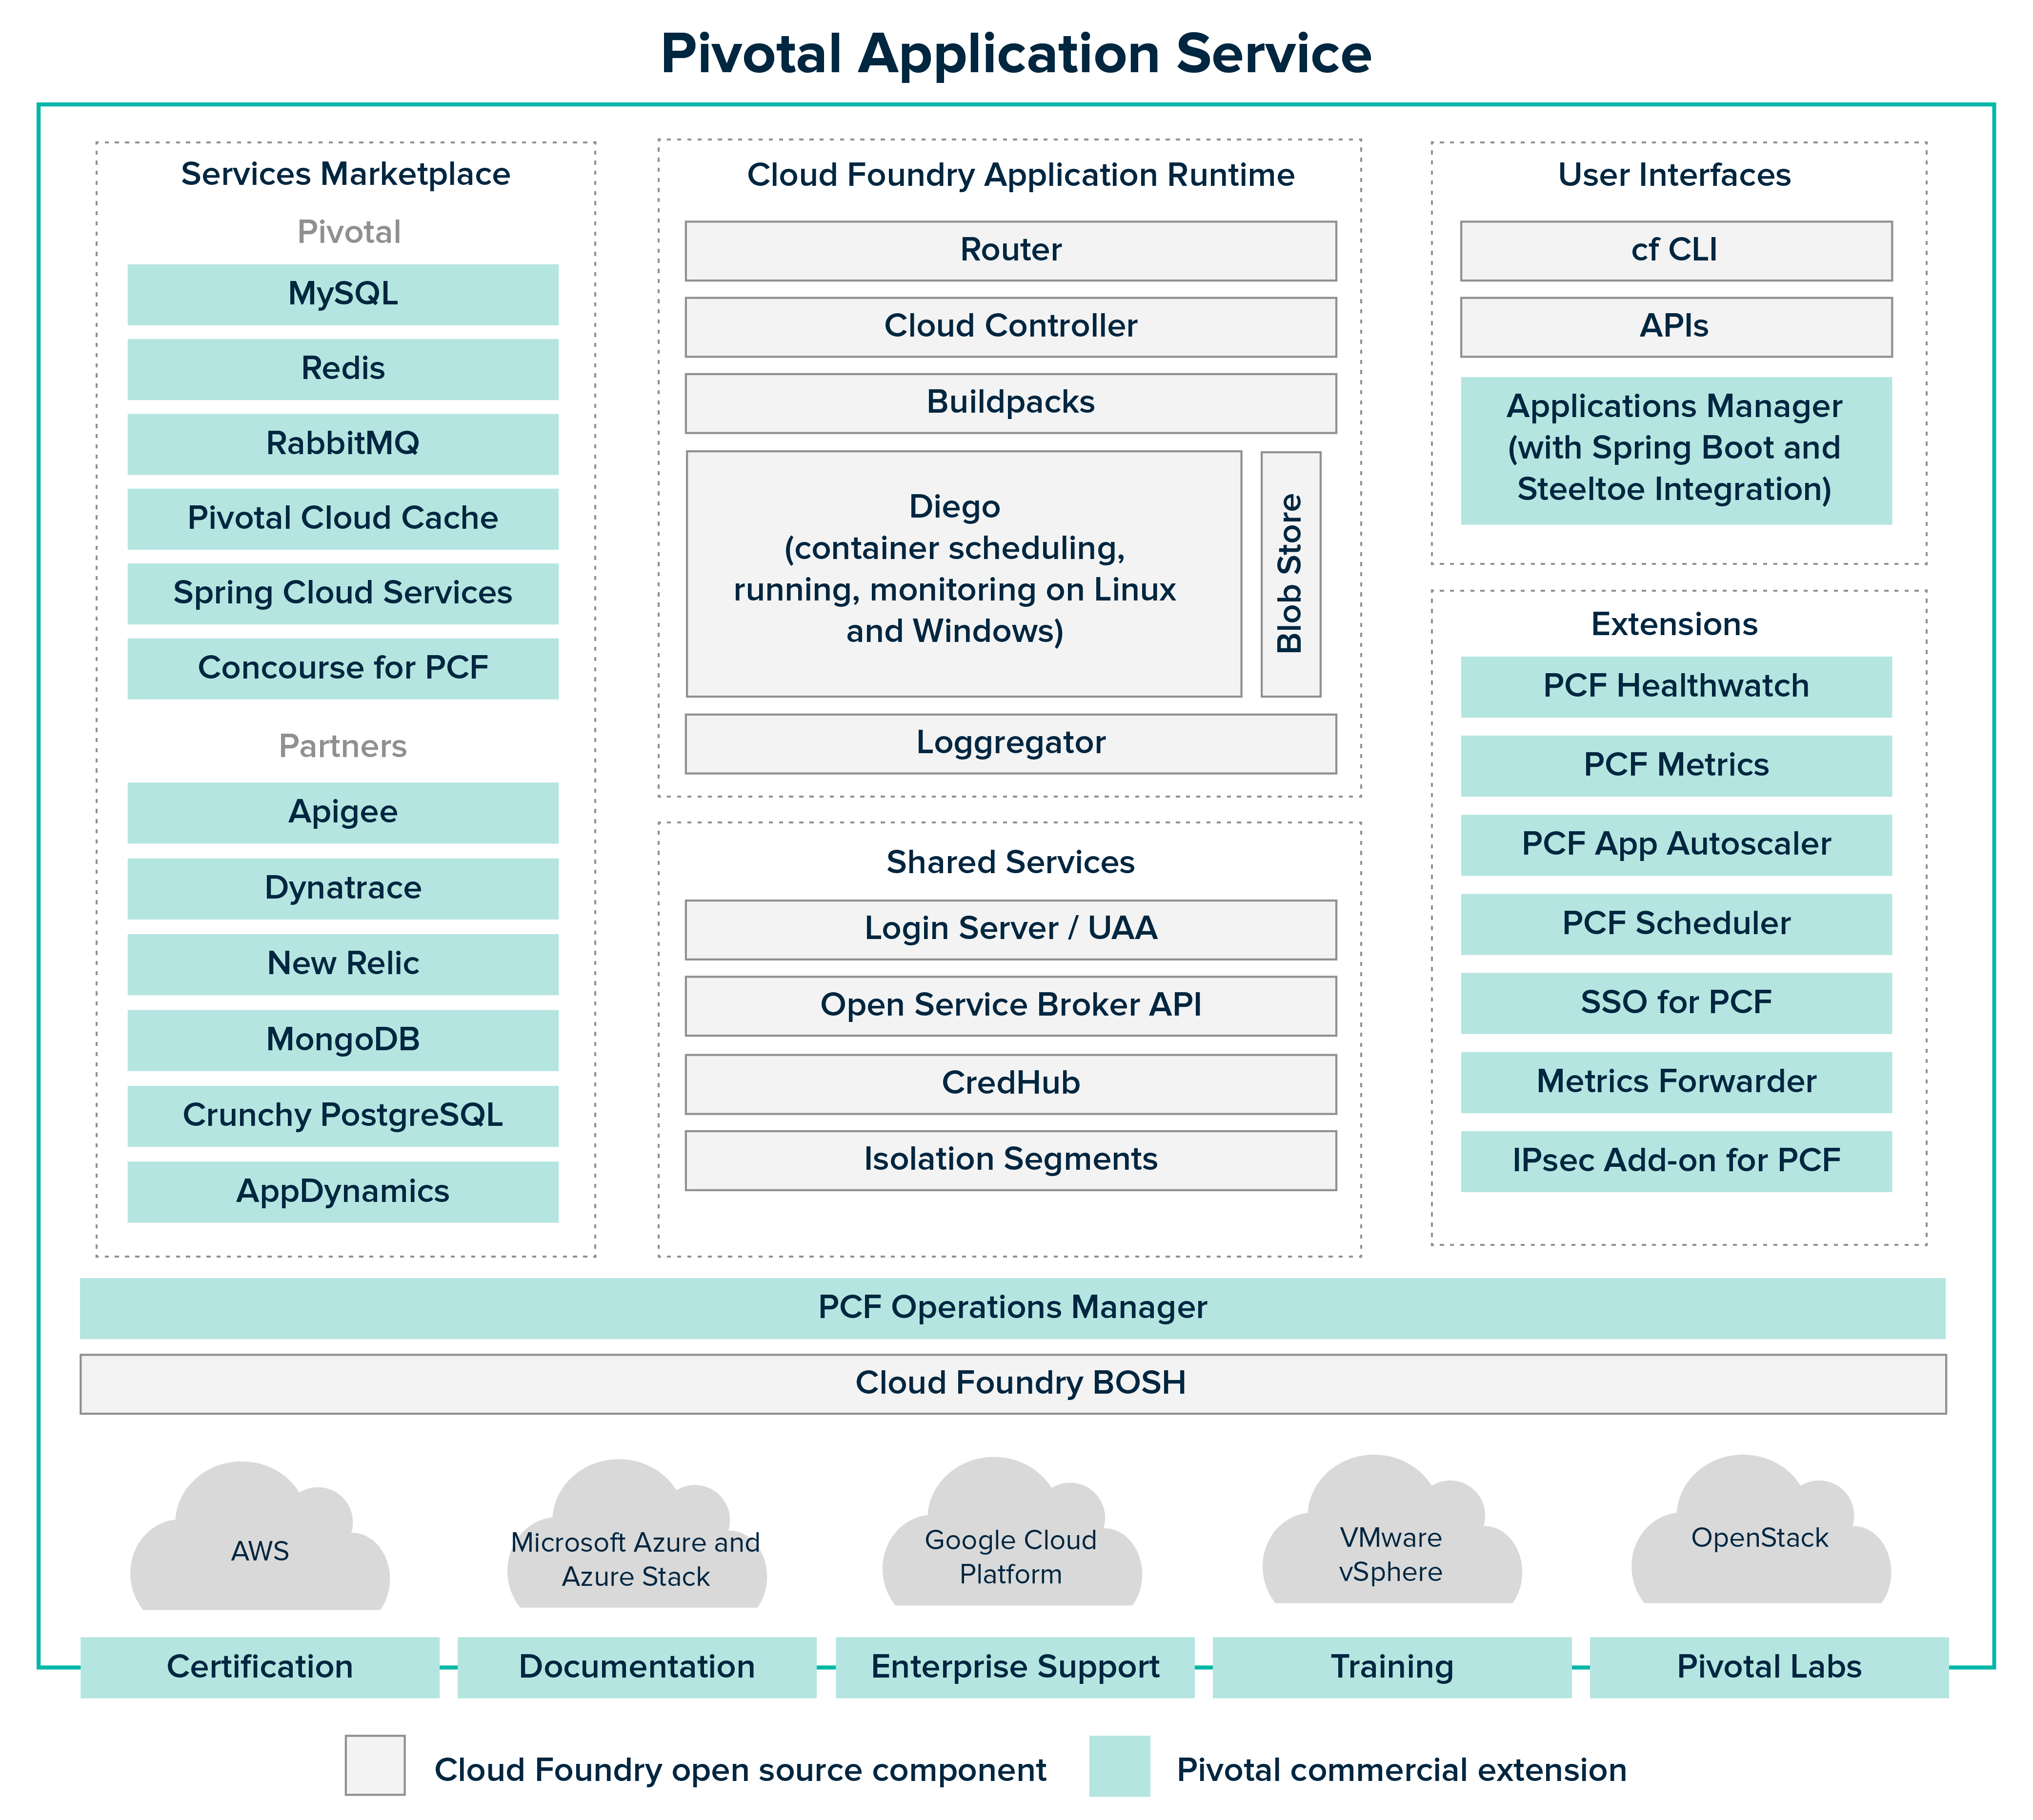 Pivotal Application Service
Services Marketplace
Pivotal
MySQL
Redis
RabbitMQ
Pivotal Cloud Cache
Spring Cloud Services
Concourse for PCF
Partners
Apigee
Dynatrace
New Relic
MongoDB
Crunchy PostgreSQL
AppDynamics
Cloud Foundry Application Runtime
Router
Cloud Controller
Buildpacks
Diego
(container scheduling,
running, monitoring on Linux
and Windows)
Blob Store
Loggregator
Shared Services
Login Server / UAA
Open Service Broker API
CredHub
Isolation Segments
User Interfaces
cf CLI
APIs
Applications Manager
(with Spring Boot and
Steeltoe Integration)
Extensions
PCF Healthwatch
PCF Metrics
PCF App Autoscaler
PCF Scheduler
SSO for PCF
Metrics Forwarder
IPsec Add-on for PCF
PCF Operations Manager
Cloud Foundry BOSH
AWS
Microsoft Azure and
Azure Stack
Google Cloud
Platform
VMware
vSphere
OpenStack
Certification
Documentation
Enterprise Support
Training
Pivotal Labs
Cloud Foundry open source component
Pivotal commercial extension